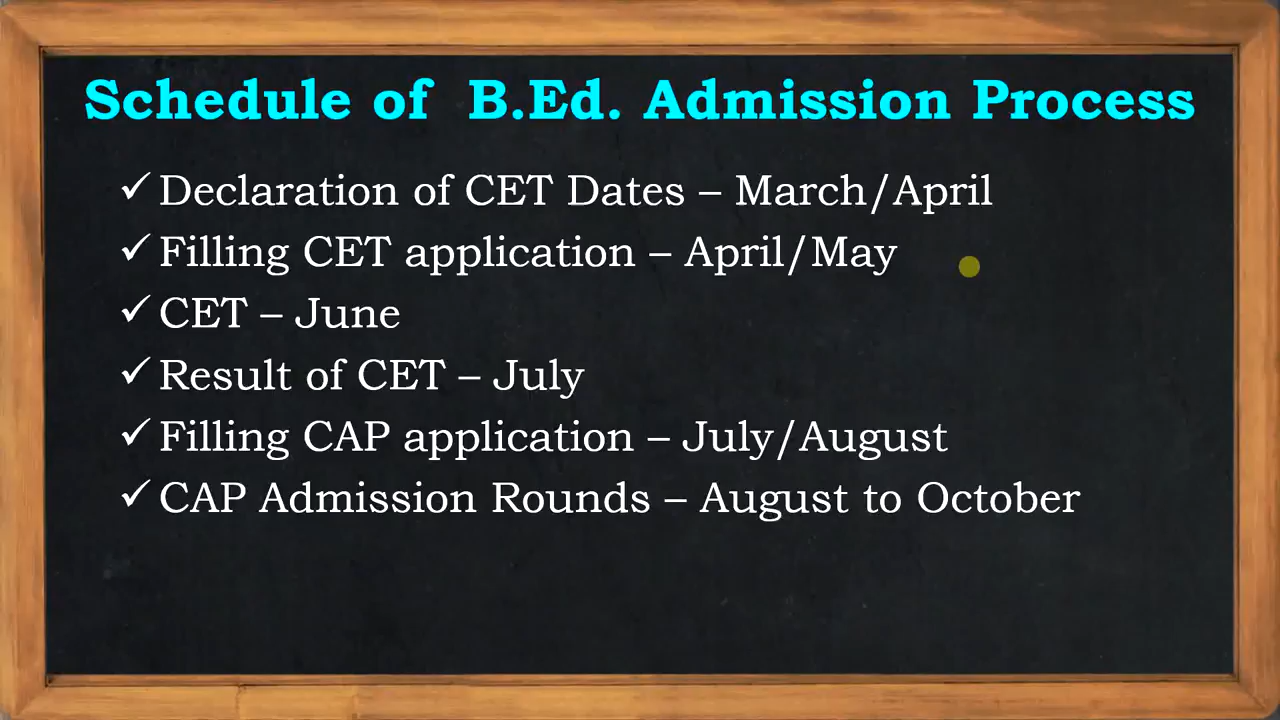 Schedule of B.Ed. Admission Process
✓ Declaration of CET Dates – March/April
✓ Filling CET application – April/May
✓ CET – June
✓ Result of CET – July
✓ Filling CAP application – July/August
✓ CAP Admission Rounds – August to October